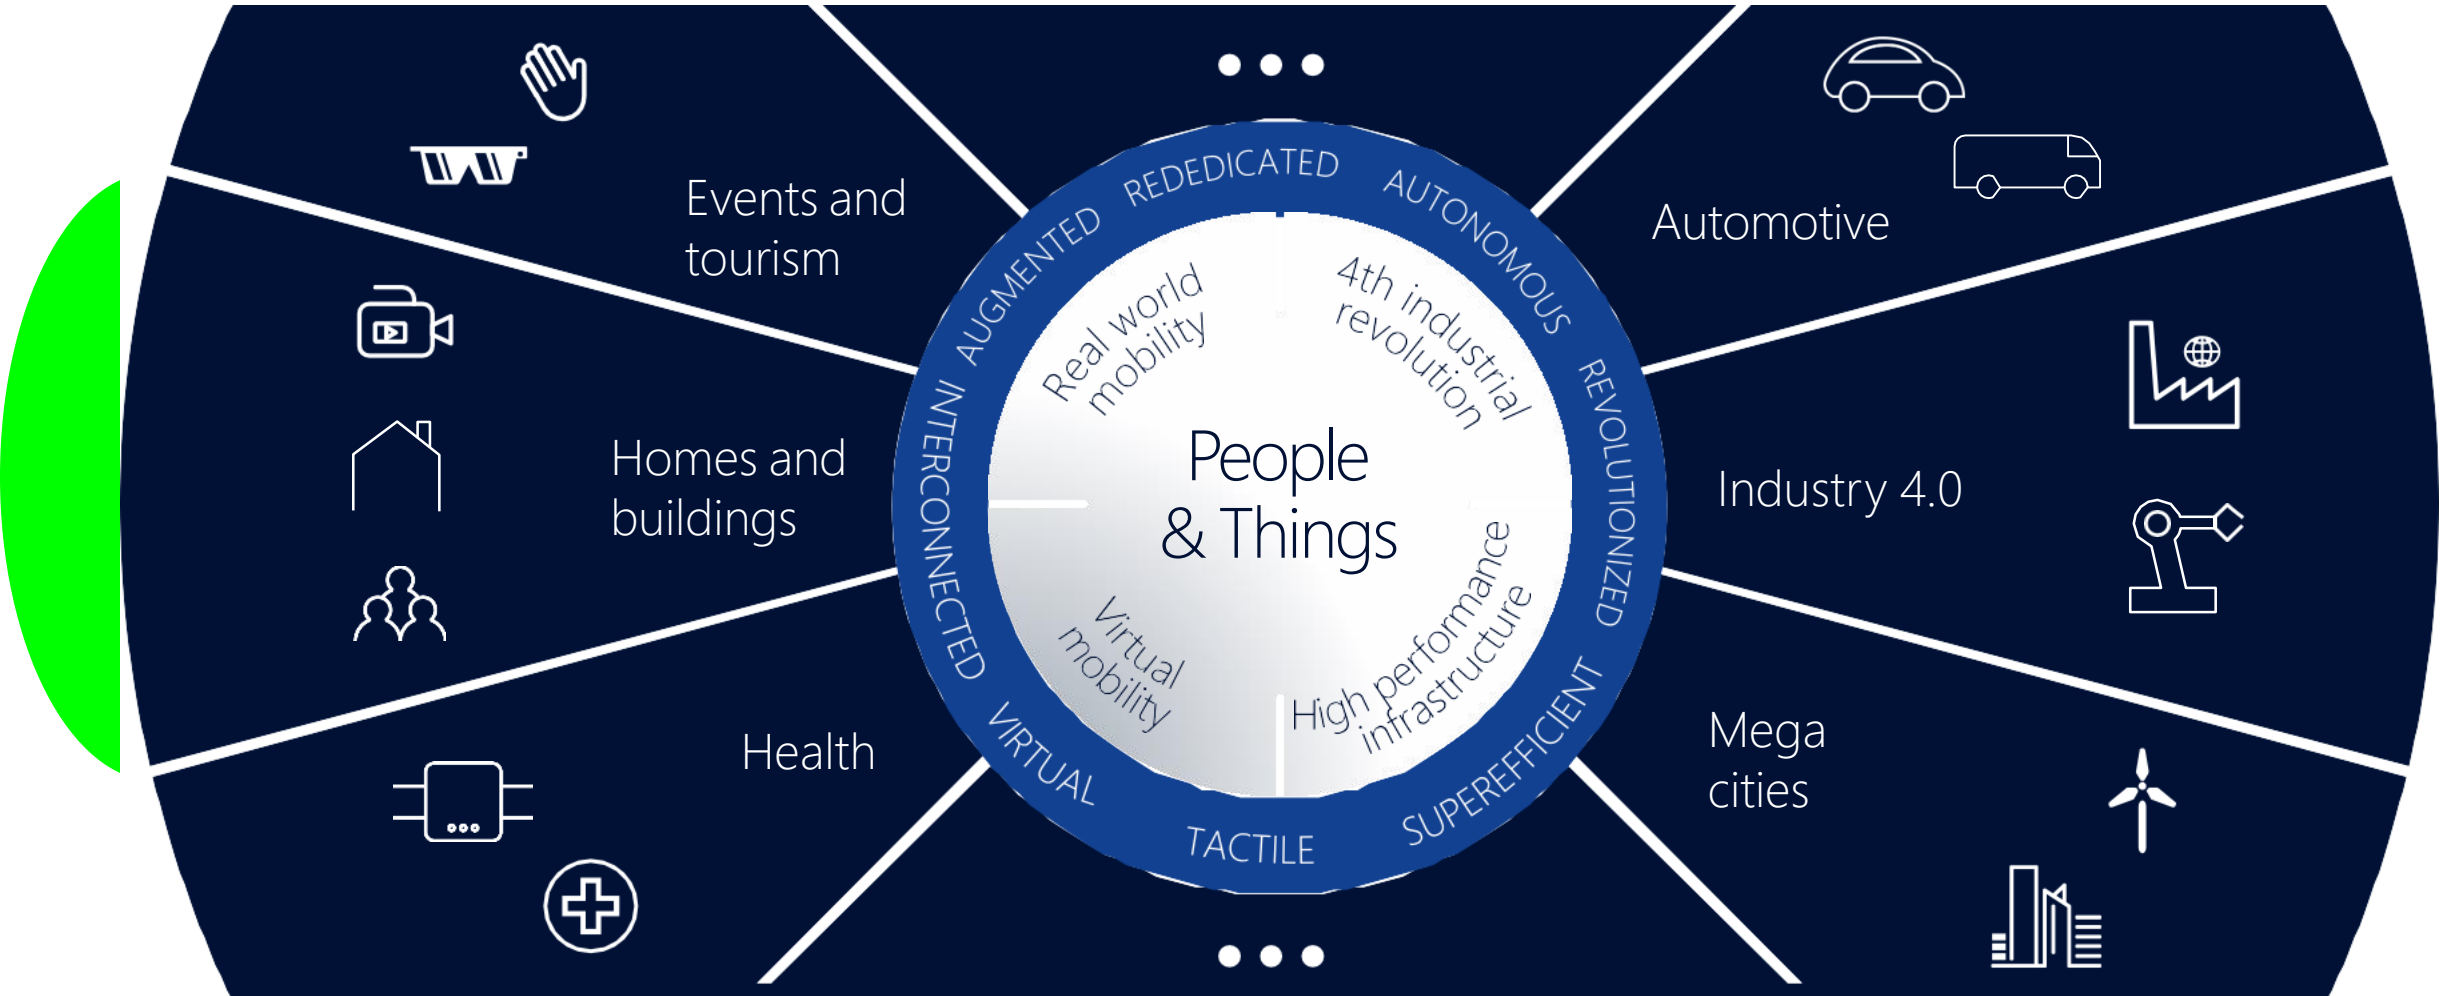 REDEDICATED
AUTONOMOUS
REVOLUTIONIZED
SUPEREFFICIENT
TACTILE
VIRTUAL
INTERCONNECTED
AUGMENTED
Real world
mobility
4th industrial
revolution
High performance
infrastructure
Virtual
mobility
People
& Things
Events and
tourism
Automotive
Homes and
buildings
Industry 4.0
Health
Mega
cities